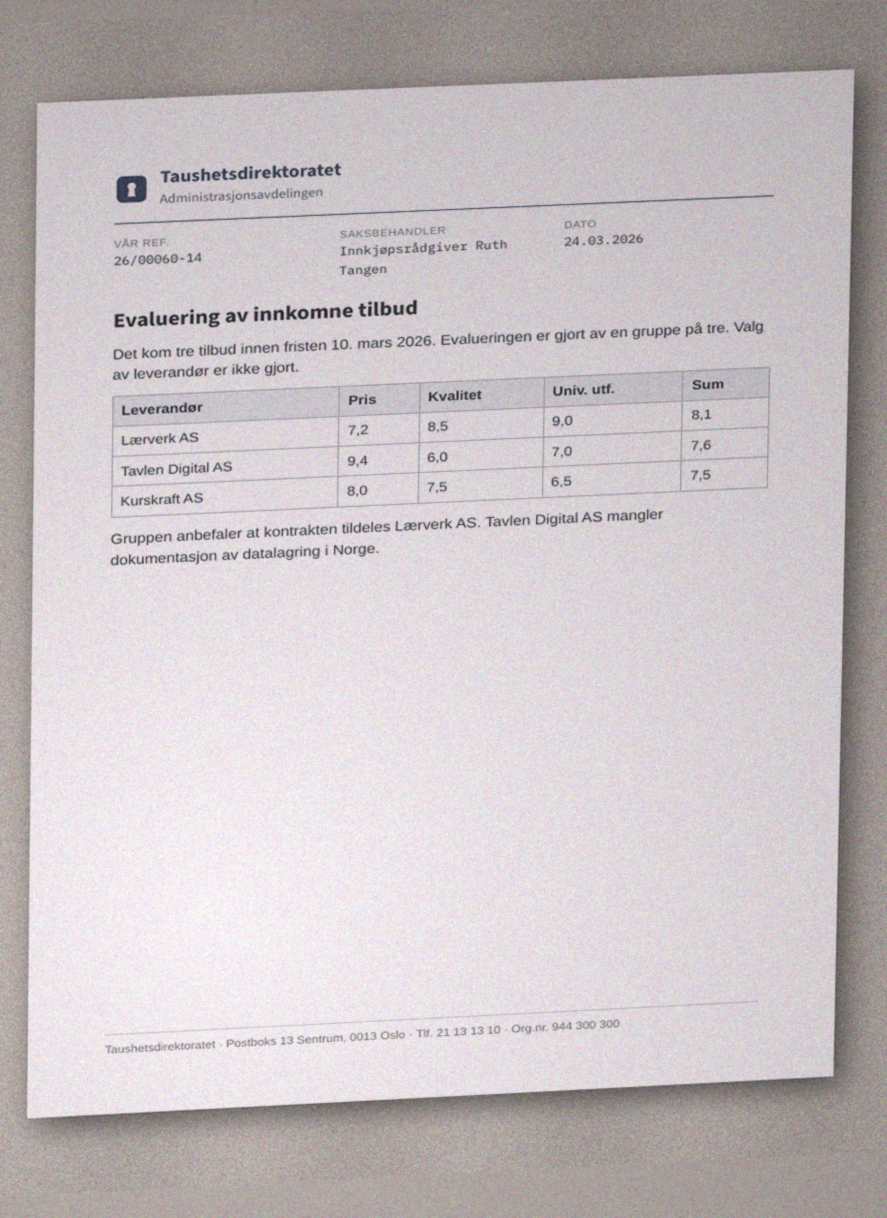 Taushetsdirektoratet
Administrasjonsavdelingen
VÅR REF.
26/00060-14
SAKSBEHANDLER
Innkjøpsrådgiver Ruth
Tangen
DATO
24.03.2026
Evaluering av innkomne tilbud
Det kom tre tilbud innen fristen 10. mars 2026. Evalueringen er gjort av en gruppe på tre. Valg
av leverandør er ikke gjort.
Leverandør Pris Kvalitet Univ. utf. Sum
Lærverk AS 7,2 8,5 9,0 8,1
Tavlen Digital AS 9,4 6,0 7,0 7,6
Kurskraft AS 8,0 7,5 6,5 7,5
Gruppen anbefaler at kontrakten tildeles Lærverk AS. Tavlen Digital AS mangler
dokumentasjon av datalagring i Norge.
Taushetsdirektoratet · Postboks 13 Sentrum, 0013 Oslo · Tlf. 21 13 13 10 · Org.nr. 944 300 300